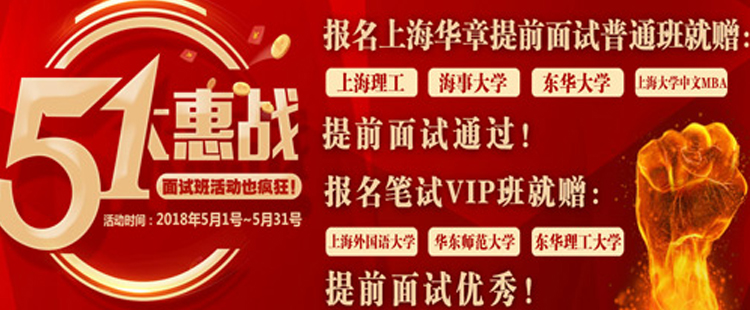 51大惠战
面试班活动也疯狂!
活动时间:2018年5月1号~5月31号
报名上海华章提前面试普通班就赠:
上海理工 海事大学 东华大学 上海大学中文MBA
提前面试通过!
报名笔试VIP班就赠:
上海外国语大学 华东师范大学 东华理工大学
提前面试优秀!